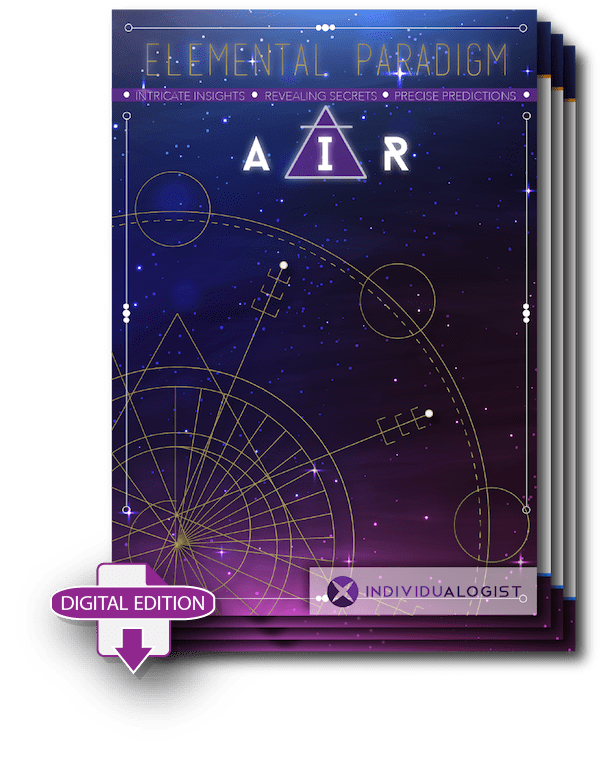 ELEMENTAL PARADIGM
• INTRICATE INSIGHTS • REVEALING SECRETS • PRECISE PREDICTIONS •
AIR
INDIVIDUALOGIST
DIGITAL EDITION